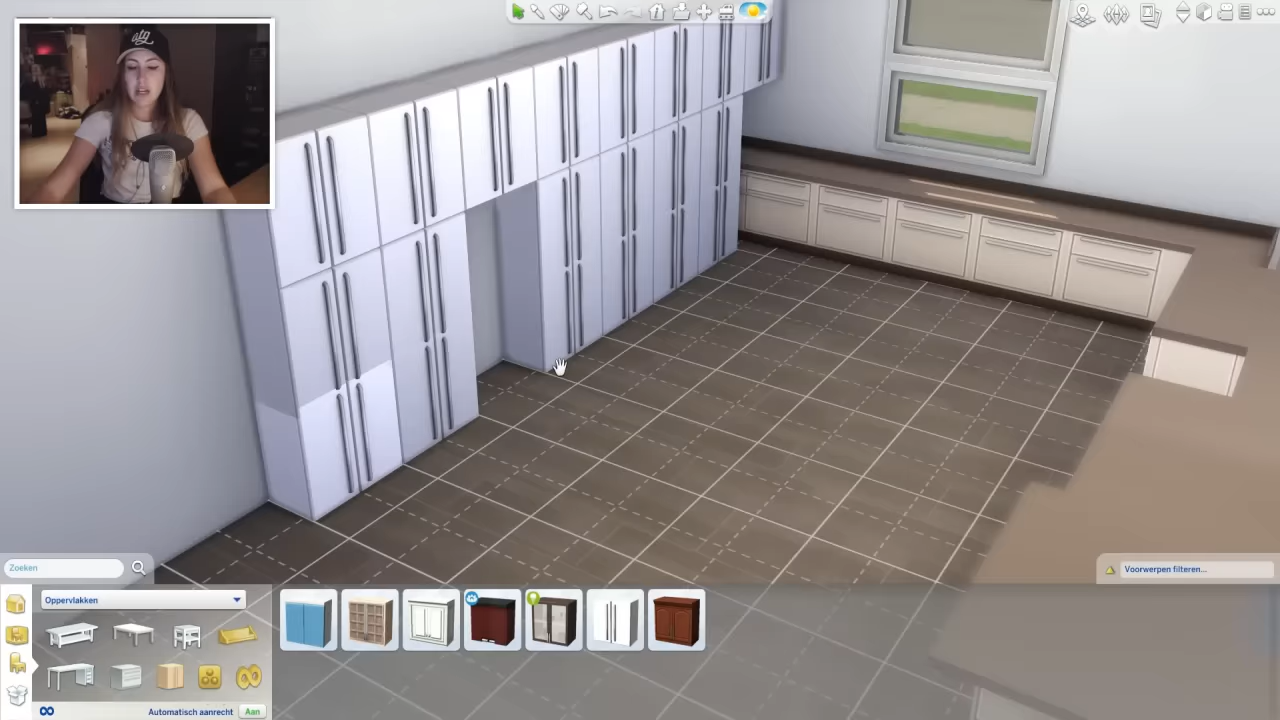 Zoeken
Voorwerpen filteren...
Oppervlakken
Automatisch aanrecht
Aan